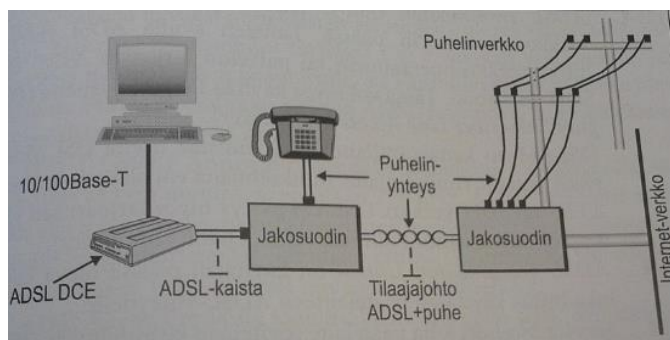 Puhelinverkko
10/100Base-T
Puhelin-
yhteys
Jakosuodin
Jakosuodin
ADSL DCE
ADSL-kaista
Tilaajajohto
ADSL+puhe
Internet-verkko